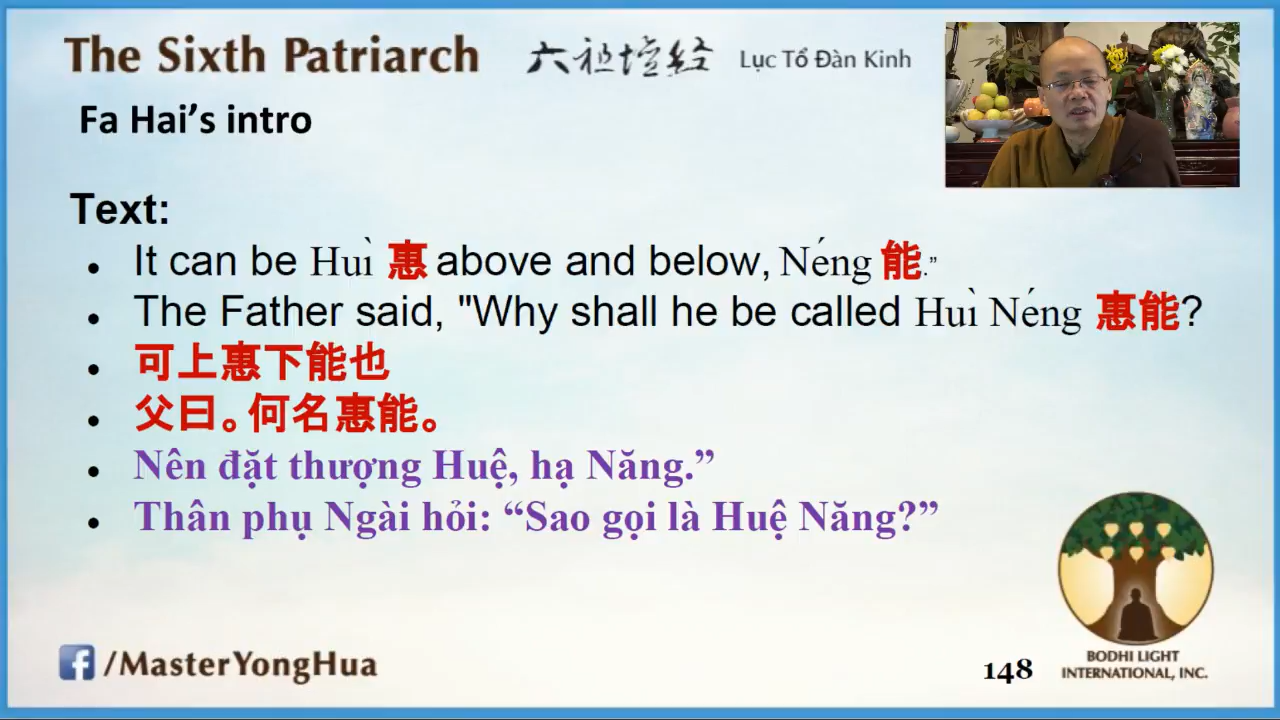 The Sixth Patriarch 六祖壇经 Lục Tổ Đàn Kinh
Fa Hai’s intro
Text:
• It can be Huì 惠 above and below, Néng 能.”
• The Father said, "Why shall he be called Huì Néng 惠能?
• 可上惠下能也
• 父曰。何名惠能。
• Nên đặt thượng Huệ, hạ Năng.”
• Thân phụ Ngài hỏi: “Sao gọi là Huệ Năng?”
f /MasterYongHua
148
BODHI LIGHT
INTERNATIONAL, INC.